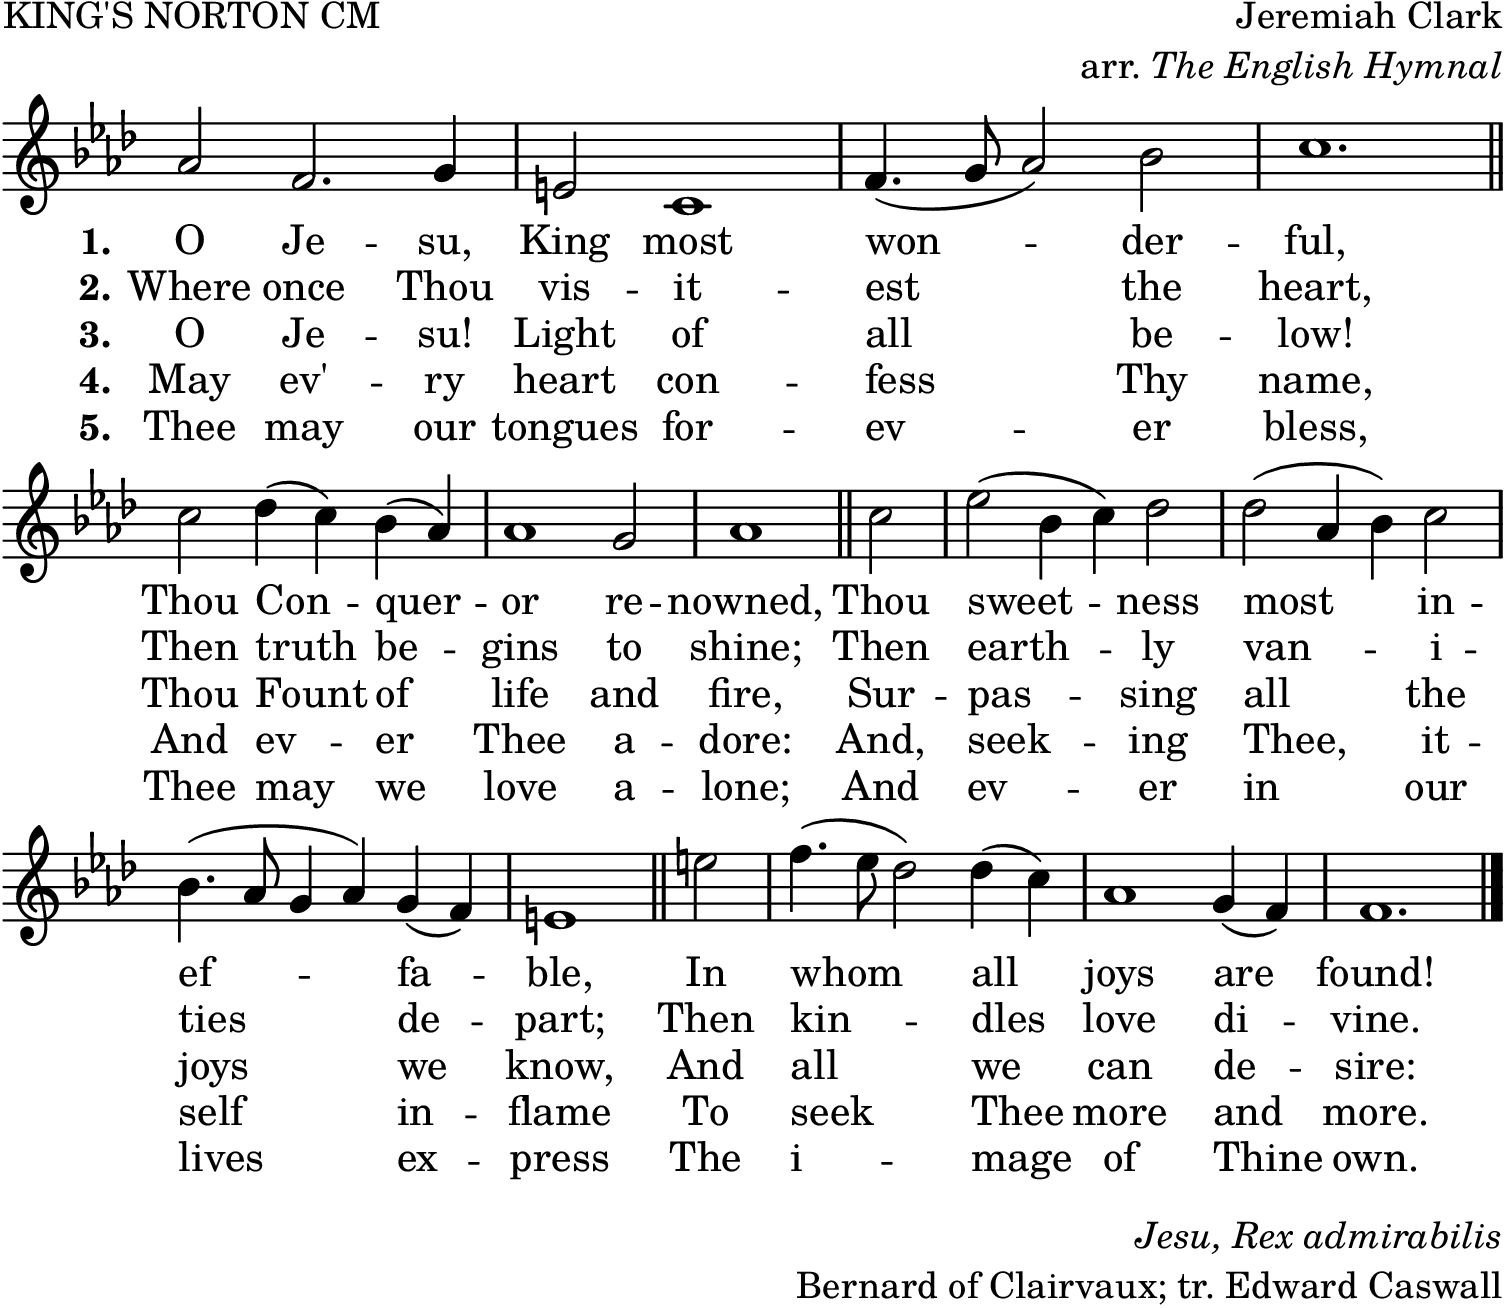 KING'S NORTON CM
Jeremiah Clark
arr. The English Hymnal
1. O Je - su, King most won - der - ful,
2. Where once Thou vis - it - est the heart,
3. O Je - su! Light of all be - low!
4. May ev' - ry heart con - fess Thy name,
5. Thee may our tongues for - ev - er bless,
Thou Con - quer - or re - nowned, Thou sweet - ness most in -
Then truth be - gins to shine; Then earth - ly van - i -
Thou Fount of life and fire, Sur - pas - sing all the
And ev - er Thee a - dore: And, seek - ing Thee, it -
Thee may we love a - lone; And ev - er in our
ef - fa - ble, In whom all joys are found!
ties de - part; Then kin - dles love di - vine.
joys we know, And all we can de - sire:
self in - flame To seek Thee more and more.
lives ex - press The i - mage of Thine own.
Jesu, Rex admirabilis
Bernard of Clairvaux; tr. Edward Caswall